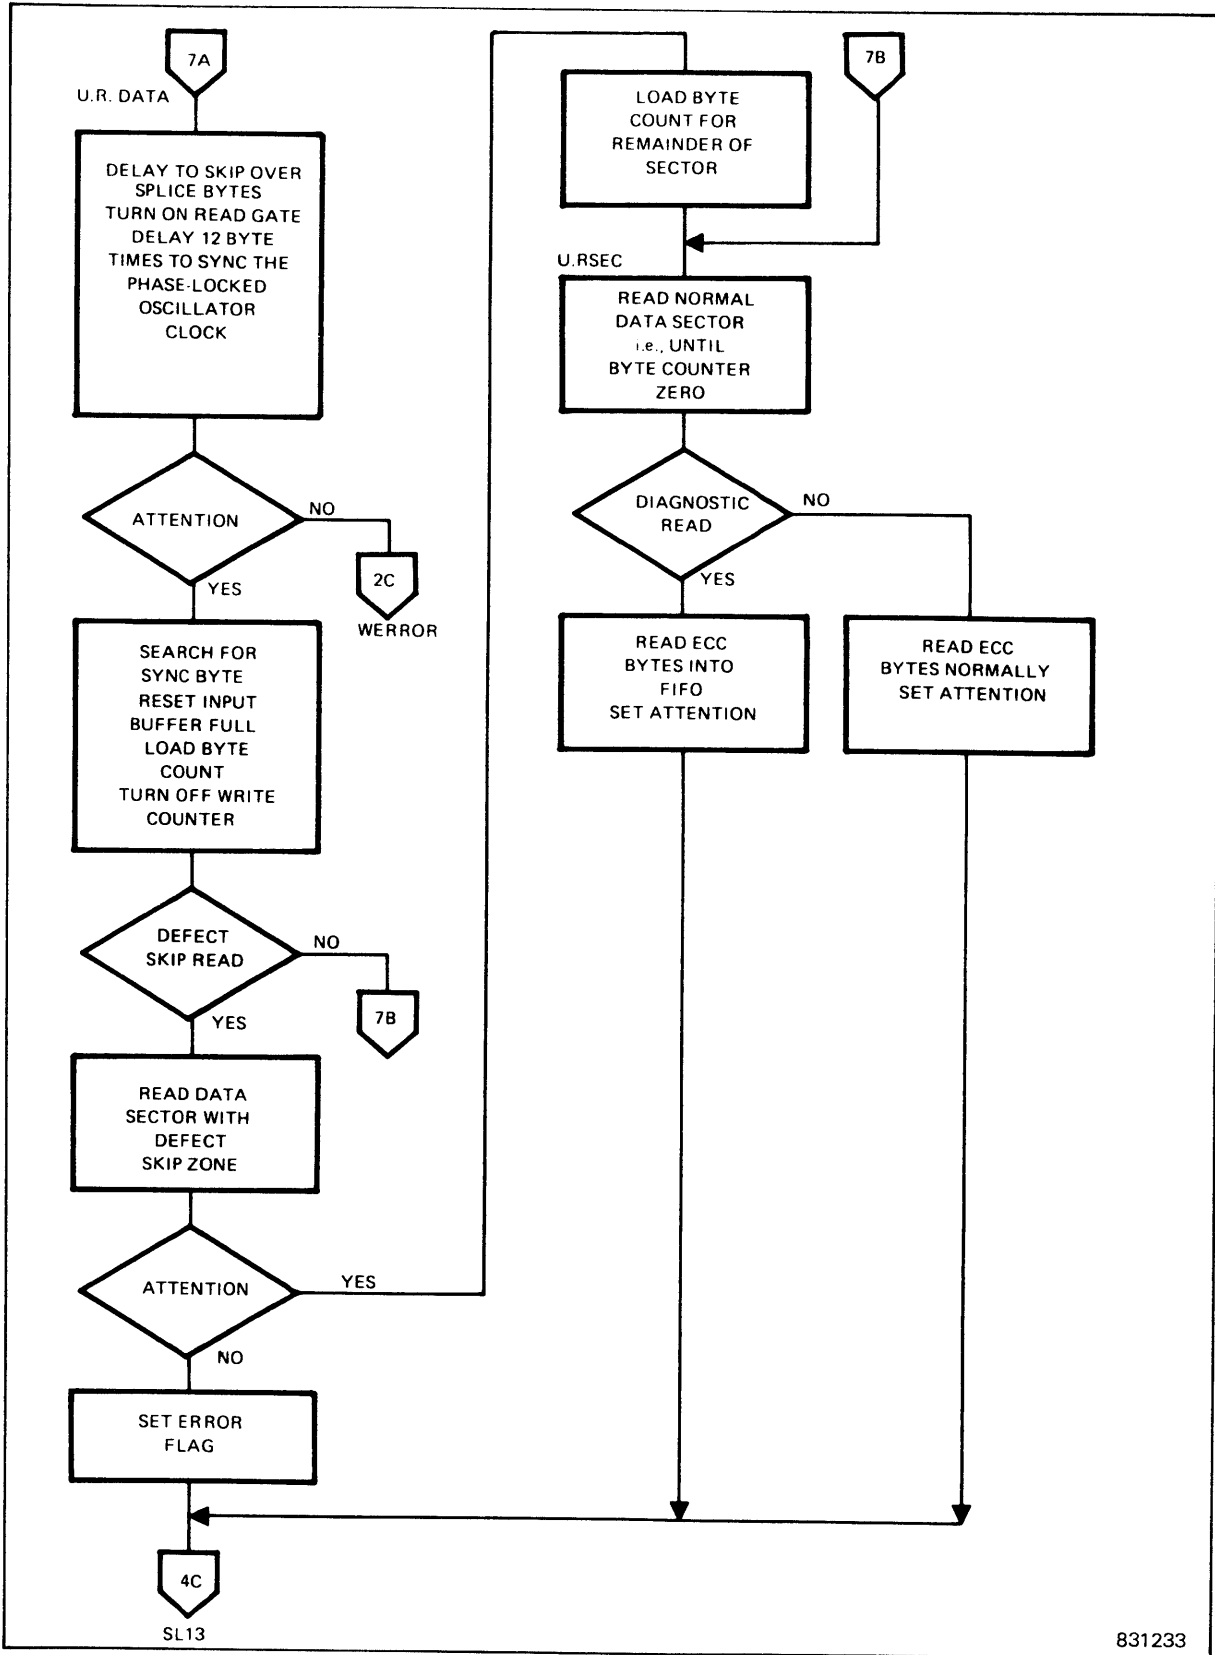 7A
U.R. DATA
DELAY TO SKIP OVER
SPLICE BYTES
TURN ON READ GATE
DELAY 12 BYTE
TIMES TO SYNC THE
PHASE-LOCKED
OSCILLATOR
CLOCK
ATTENTION
NO
2C
WERROR
YES
SEARCH FOR
SYNC BYTE
RESET INPUT
BUFFER FULL
LOAD BYTE
COUNT
TURN OFF WRITE
COUNTER
DEFECT
SKIP READ
NO
7B
YES
READ DATA
SECTOR WITH
DEFECT
SKIP ZONE
ATTENTION
YES
NO
SET ERROR
FLAG
4C
SL13
LOAD BYTE
COUNT FOR
REMAINDER OF
SECTOR
7B
U.RSEC
READ NORMAL
DATA SECTOR
i.e., UNTIL
BYTE COUNTER
ZERO
DIAGNOSTIC
READ
NO
YES
READ ECC
BYTES INTO
FIFO
SET ATTENTION
READ ECC
BYTES NORMALLY
SET ATTENTION
831233